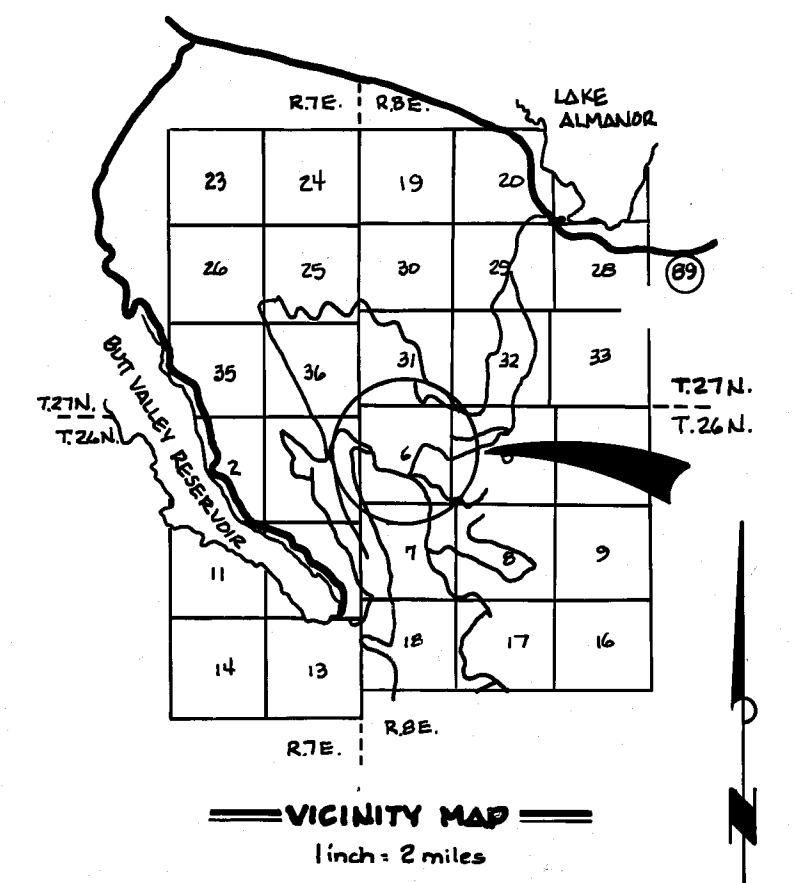 R.7E. R.8E.
LAKE
ALMANOR
23 24 19 20
26 25 30 29 28
89
35 36 31 32 33
BUTT VALLEY RESERVOIR
T.27N. T.27N.
T.26N. T.26N.
2 6
11 7 8 9
14 13 18 17 16
R.7E. R.8E.
VICINITY MAP
1 inch = 2 miles
N